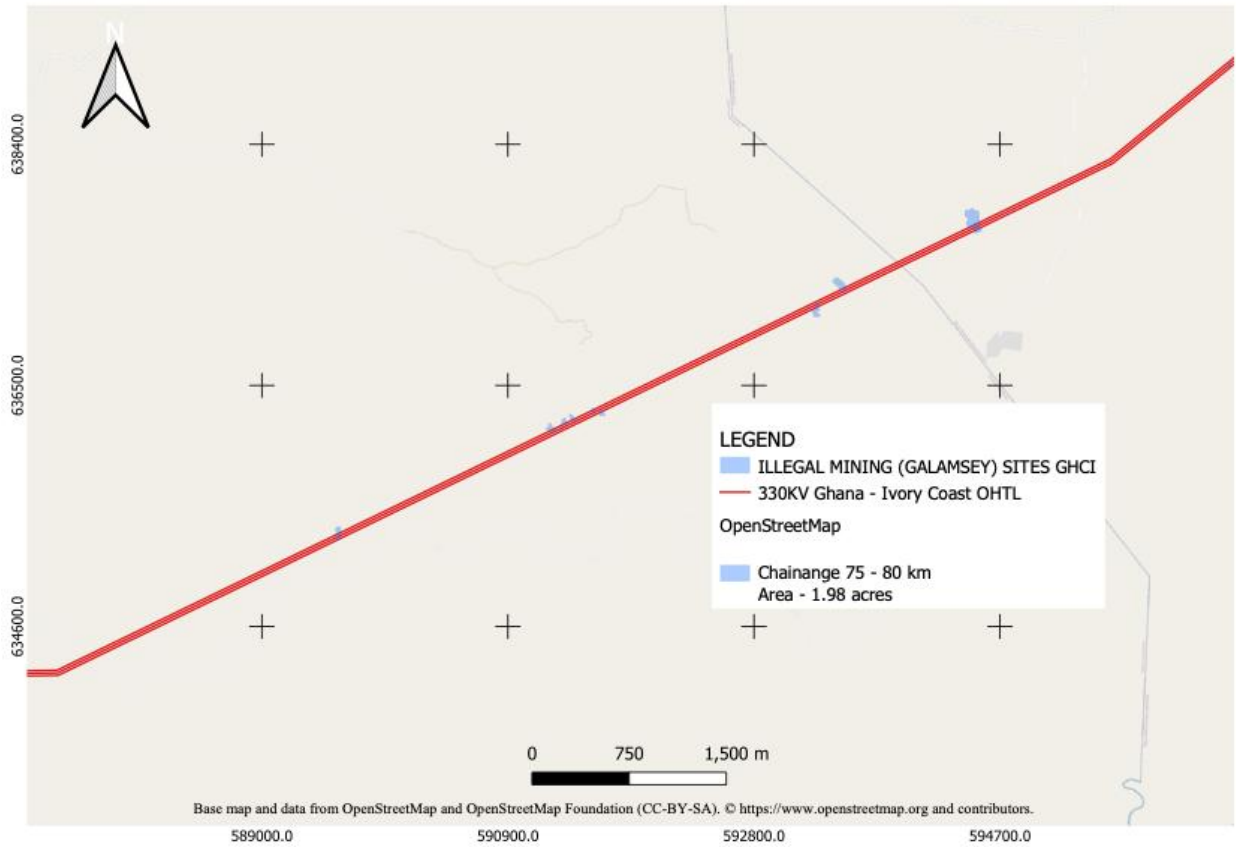 N
638400.0
636500.0
634600.0
LEGEND
ILLEGAL MINING (GALAMSEY) SITES GHCI
330KV Ghana - Ivory Coast OHTL
OpenStreetMap
Chainange 75 - 80 km
Area - 1.98 acres
0 750 1,500 m
Base map and data from OpenStreetMap and OpenStreetMap Foundation (CC-BY-SA). © https://www.openstreetmap.org and contributors.
589000.0 590900.0 592800.0 594700.0